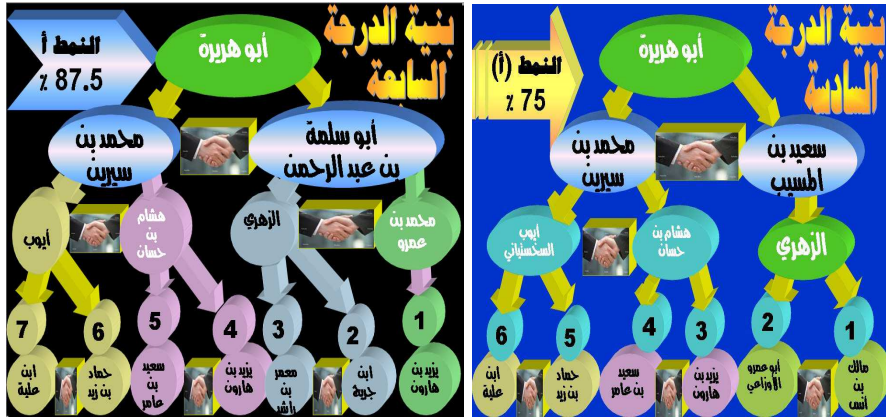 بنية الدرجة
السادسة
النمط (أ)
75 %
أبو هريرة
سعيد بن
المسيب
محمد بن
سيرين
الزهري
هشام بن
حسان
أيوب
السختياني
1
2
3
4
5
6
مالك
بن
أنس
أبو عمرو
الأوزاعي
يزيد بن
هارون
سعيد
بن عامر
حماد
بن زيد
ابن
علية
بنية الدرجة
السابعة
النمط أ
87.5 %
أبو هريرة
أبو سلمة
بن عبد الرحمن
محمد بن
سيرين
محمد بن
عمرو
الزهري
هشام
بن
حسان
أيوب
1
2
3
4
5
6
7
يزيد بن
هارون
ابن
جريج
معمر
بن
راشد
يزيد بن
هارون
سعيد
بن
عامر
حماد
بن زيد
ابن
علية